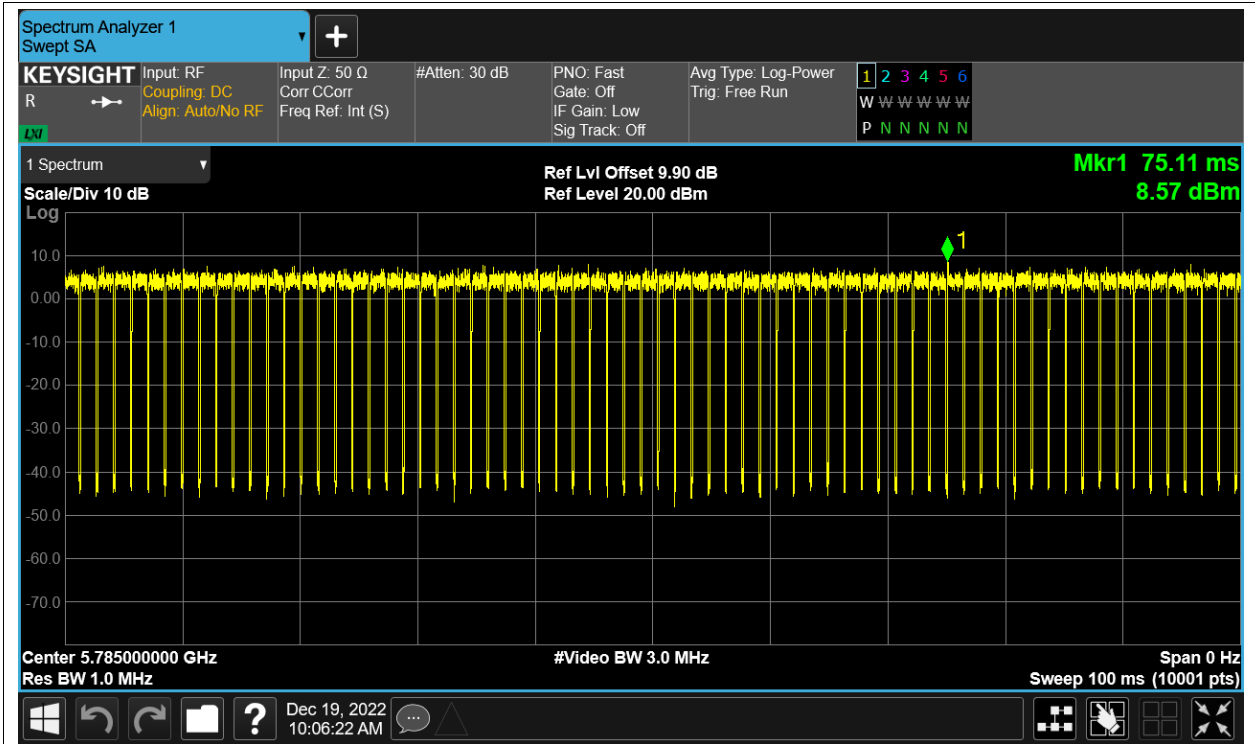 Spectrum Analyzer 1
Swept SA
KEYSIGHT
R
LXI
Input: RF
Coupling: DC
Align: Auto/No RF
Input Z: 50 Ω
Corr CCorr
Freq Ref: Int (S)
#Atten: 30 dB
PNO: Fast
Gate: Off
IF Gain: Low
Sig Track: Off
Avg Type: Log-Power
Trig: Free Run
1 2 3 4 5 6
W W W W W W
P N N N N N
1 Spectrum
Scale/Div 10 dB
Ref Lvl Offset 9.90 dB
Ref Level 20.00 dBm
Mkr1 75.11 ms
8.57 dBm
Log
1
10.0
0.00
-10.0
-20.0
-30.0
-40.0
-50.0
-60.0
-70.0
Center 5.785000000 GHz
#Video BW 3.0 MHz
Span 0 Hz
Res BW 1.0 MHz
Sweep 100 ms (10001 pts)
?
Dec 19, 2022
10:06:22 AM